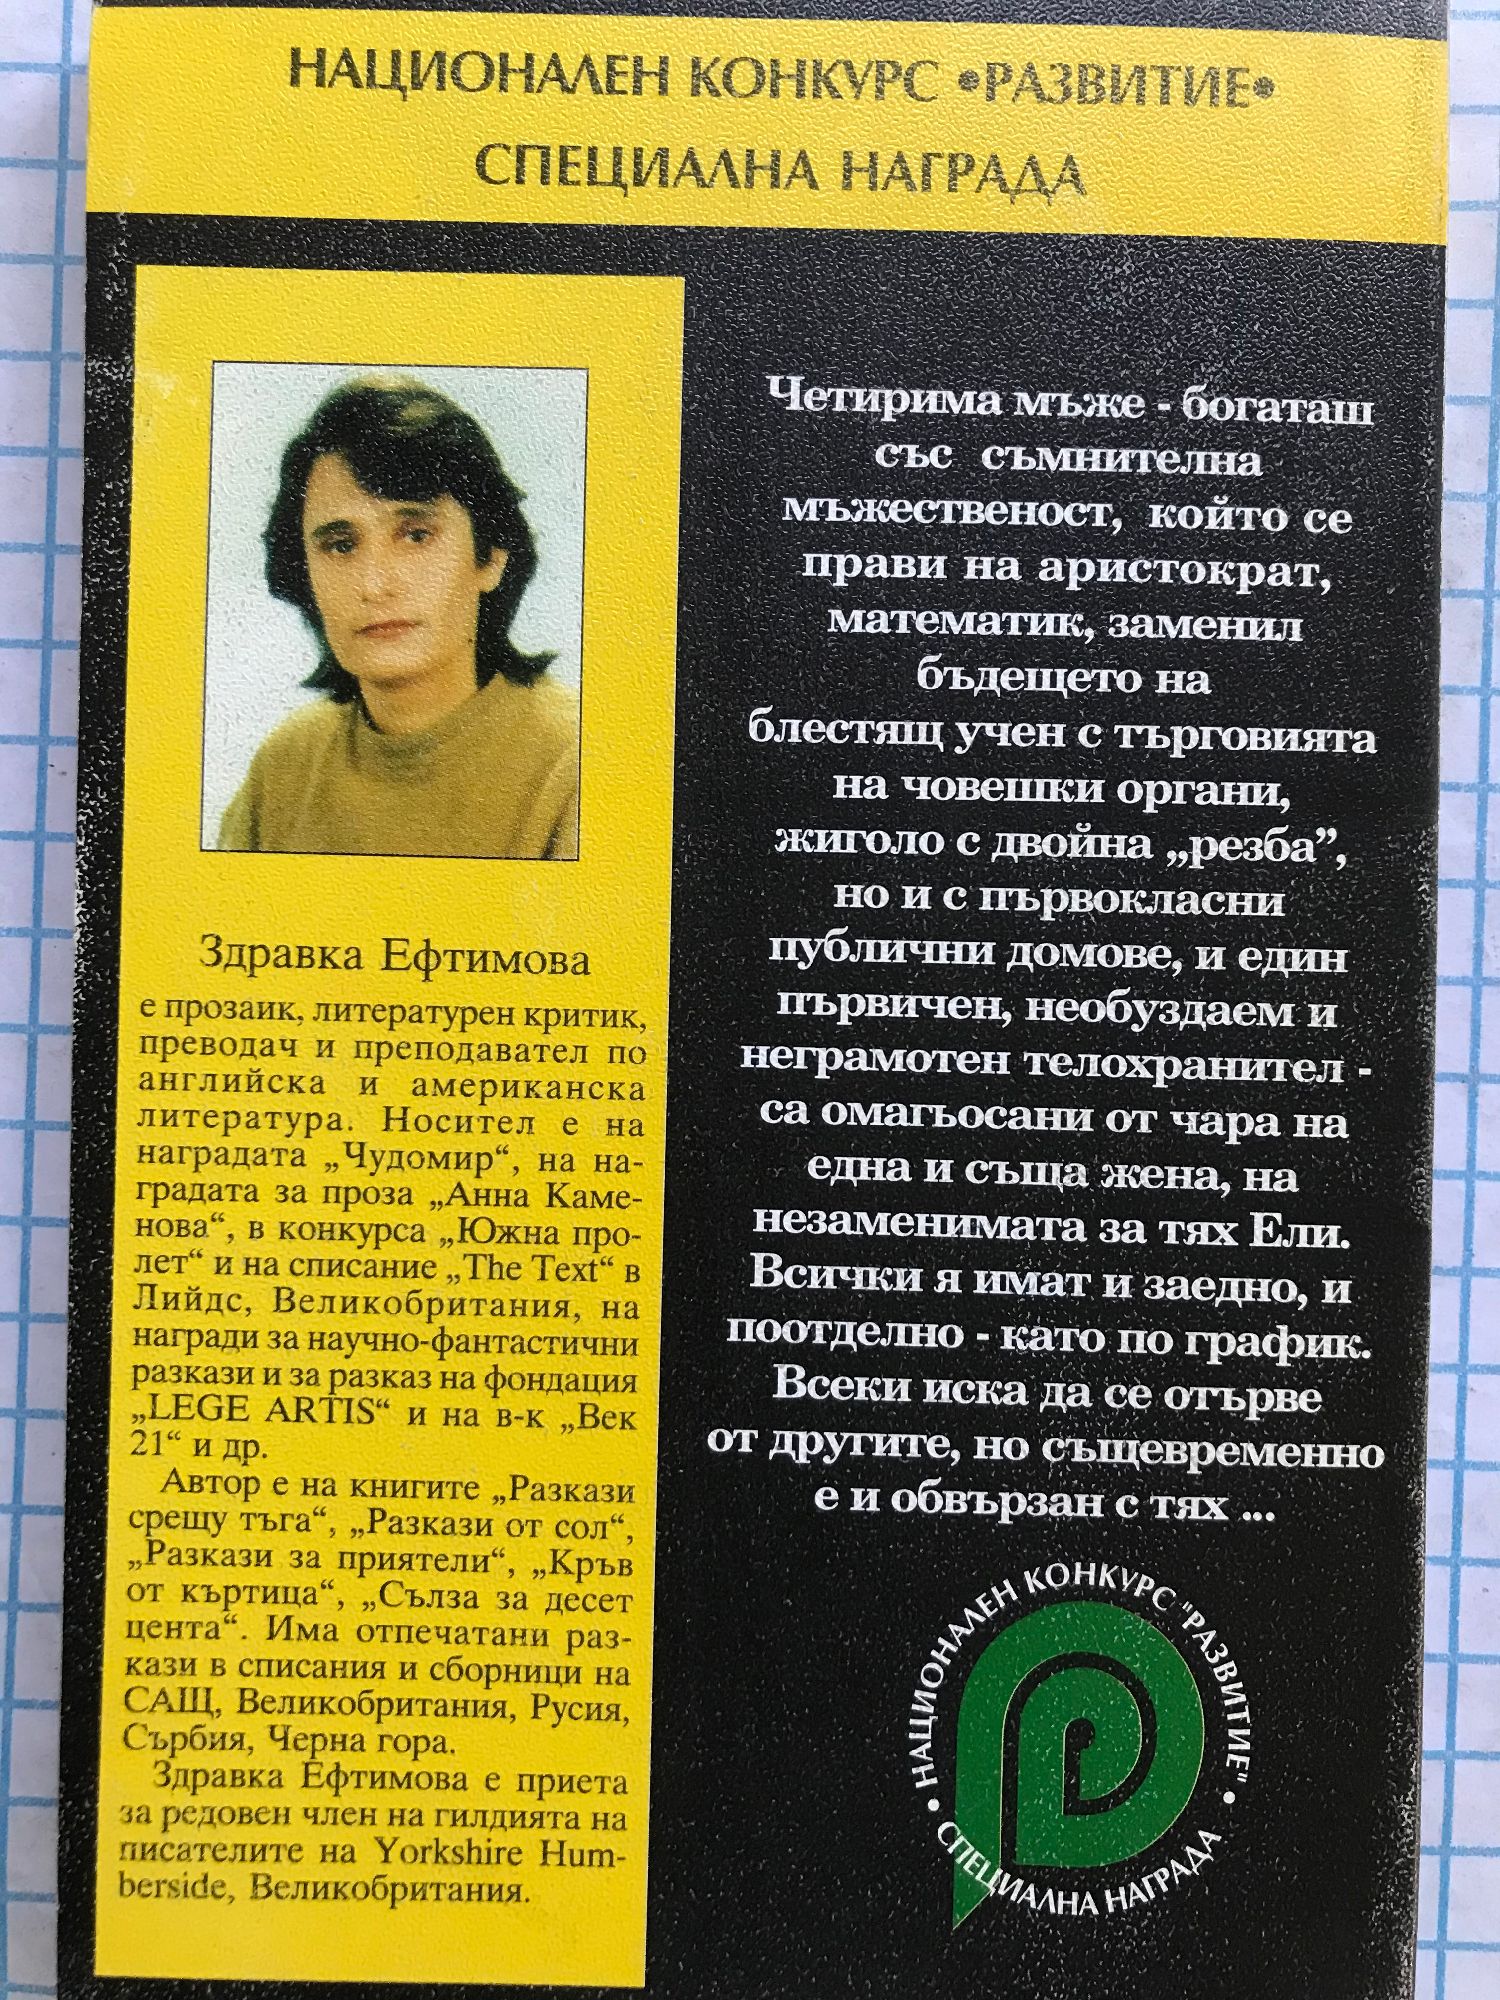 НАЦИОНАЛЕН КОНКУРС •РАЗВИТИЕ•
СПЕЦИАЛНА НАГРАДА
Здравка Ефтимова
е прозаик, литературен критик,
преводач и преподавател по
английска и американска
литература. Носител е на
наградата „Чудомир“, на на-
градата за проза „Анна Каме-
нова“, в конкурса „Южна про-
лет“ и на списание „The Text“ в
Лийдс, Великобритания, на
награди за научно-фантастични
разкази и за разказ на фондация
„LEGE ARTIS“ и на в-к „Век
21“ и др.
Автор е на книгите „Разкази
срещу тъга“, „Разкази от сол“,
„Разкази за приятели“, „Кръв
от къртица“, „Сълза за десет
цента“. Има отпечатани раз-
кази в списания и сборници на
САЩ, Великобритания, Русия,
Сърбия, Черна гора.
Здравка Ефтимова е приета
за редовен член на гилдията на
писателите на Yorkshire Hum-
berside, Великобритания.
Четирима мъже - богаташ
със съмнителна
мъжественост, който се
прави на аристократ,
математик, заменил
бъдещето на
блестящ учен с търговията
на човешки органи,
жиголо с двойна „резба”,
но и с първокласни
публични домове, и един
първичен, необуздаем и
неграмотен телохранител -
са омагьосани от чара на
една и съща жена, на
незаменимата за тях Ели.
Всички я имат и заедно, и
поотделно - като по график.
Всеки иска да се отърве
от другите, но същевременно
е и обвързан с тях ...
НАЦИОНАЛЕН КОНКУРС "РАЗВИТИЕ"
• СПЕЦИАЛНА НАГРАДА •